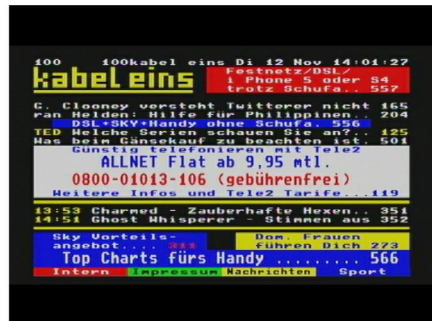 100 100kabel eins Di 12 Nov 14:01:27
kabel eins
Festnetz/DSL/
i Phone 5 oder S4
trotz Schufa.. 557
G. Clooney versteht Twitterer nicht 165
ran Helden: Hilfe für Philippinen.. 204
DSL+SKY+Handy ohne Schufa. 556
TED Welche Serien schauen Sie an?.. 125
Was beim Gänsekauf zu beachten ist. 501
Günstig telefonieren mit Tele2
ALLNET Flat ab 9,95 mtl.
0800-01013-106 (gebührenfrei)
Weitere Infos und Tele2 Tarife...119
13:53 Charmed - Zauberhafte Hexen.. 351
14:51 Ghost Whisperer - Stimmen aus 352
Sky Vorteils-
angebot.... 311
Dom. Frauen
führen Dich 273
Top Charts fürs Handy ......... 566
Intern Impressum Nachrichten Sport